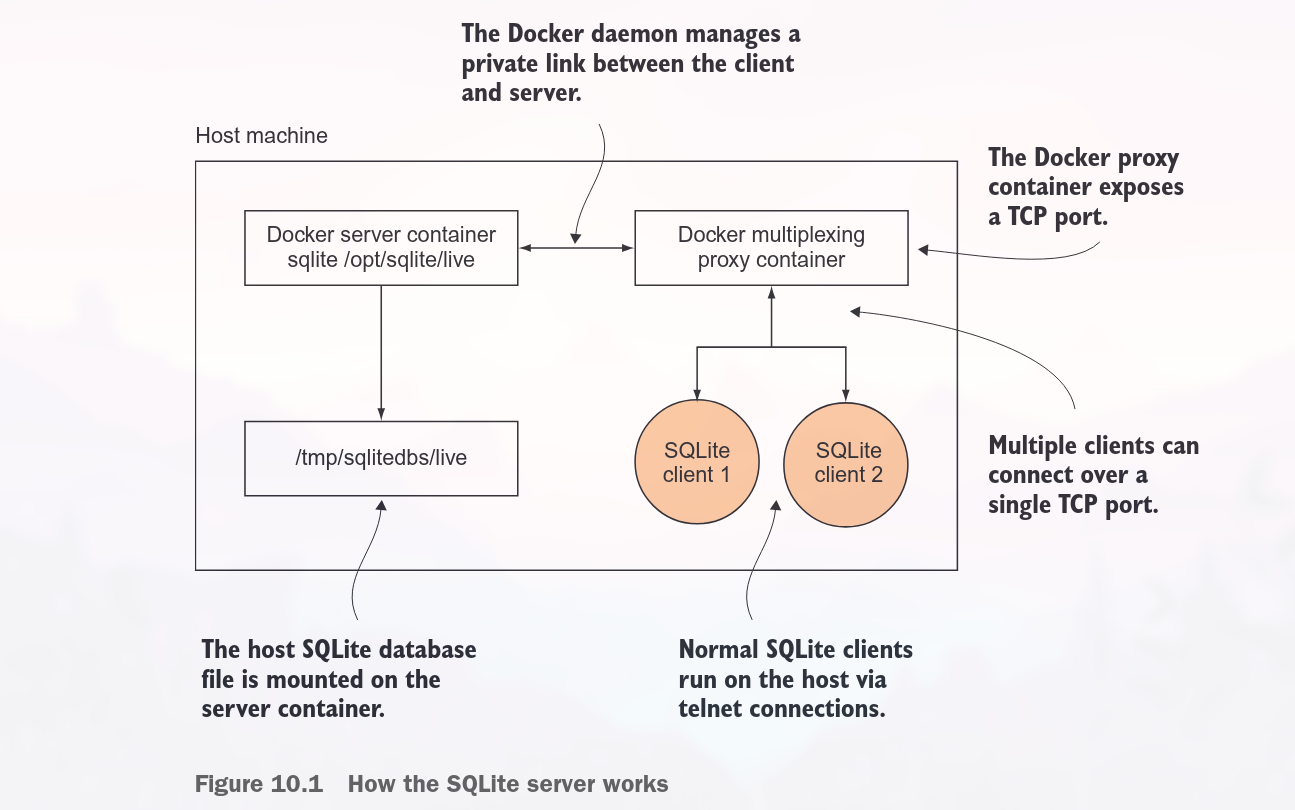 The Docker daemon manages a
private link between the client
and server.
Host machine
The Docker proxy
container exposes
a TCP port.
Docker server container
sqlite /opt/sqlite/live
Docker multiplexing
proxy container
/tmp/sqlitedbs/live
SQLite
client 1
SQLite
client 2
Multiple clients can
connect over a
single TCP port.
The host SQLite database
file is mounted on the
server container.
Normal SQLite clients
run on the host via
telnet connections.
Figure 10.1 How the SQLite server works